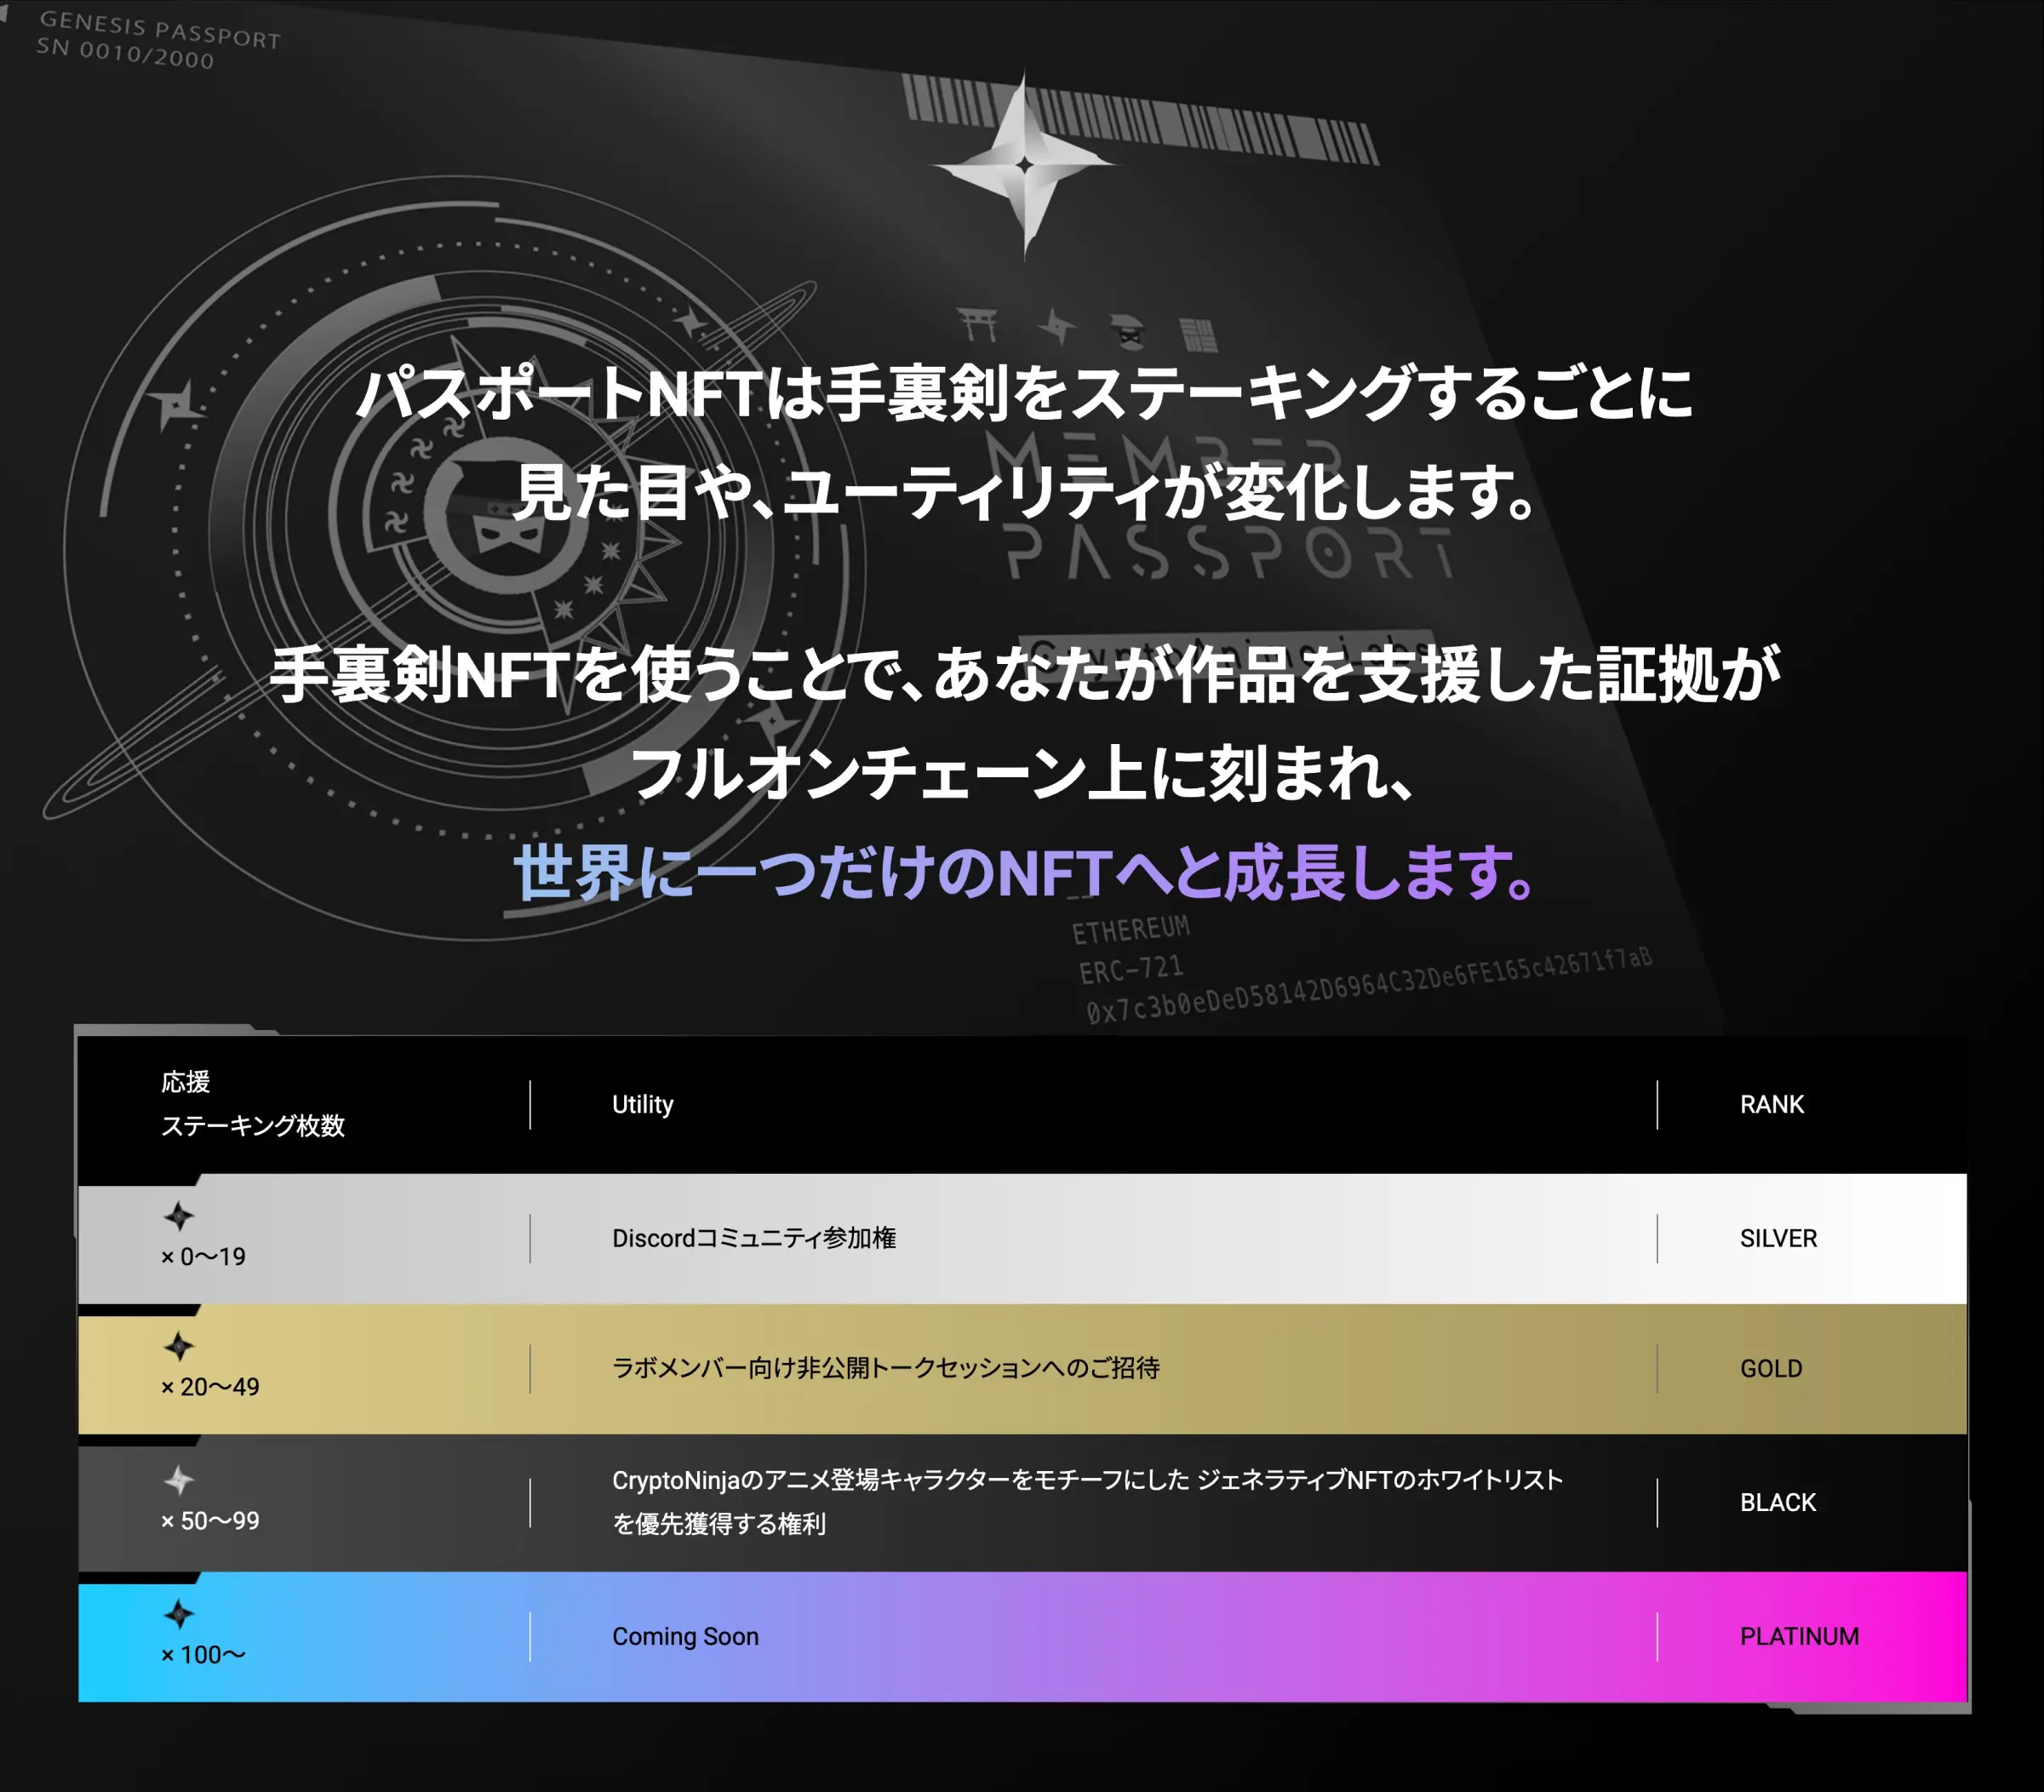 GENESIS PASSPORT
SN 0010/2000
パスポートNFTは手裏剣をステーキングするごとに
見た目や、ユーティリティが変化します。
MEMBER
PASSPORT
手裏剣NFTを使うことで、あなたが作品を支援した証拠が
フルオンチェーン上に刻まれ、
世界に一つだけのNFTへと成長します。
ETHEREUM
ERC-721
0x7c3b0eDeD58142D6964C32De6FE165c42671f7aB
応援
ステーキング枚数
Utility
RANK
× 0〜19
Discordコミュニティ参加権
SILVER
× 20〜49
ラボメンバー向け非公開トークセッションへのご招待
GOLD
× 50〜99
CryptoNinjaのアニメ登場キャラクターをモチーフにした ジェネラティブNFTのホワイトリスト
を優先獲得する権利
BLACK
× 100〜
Coming Soon
PLATINUM